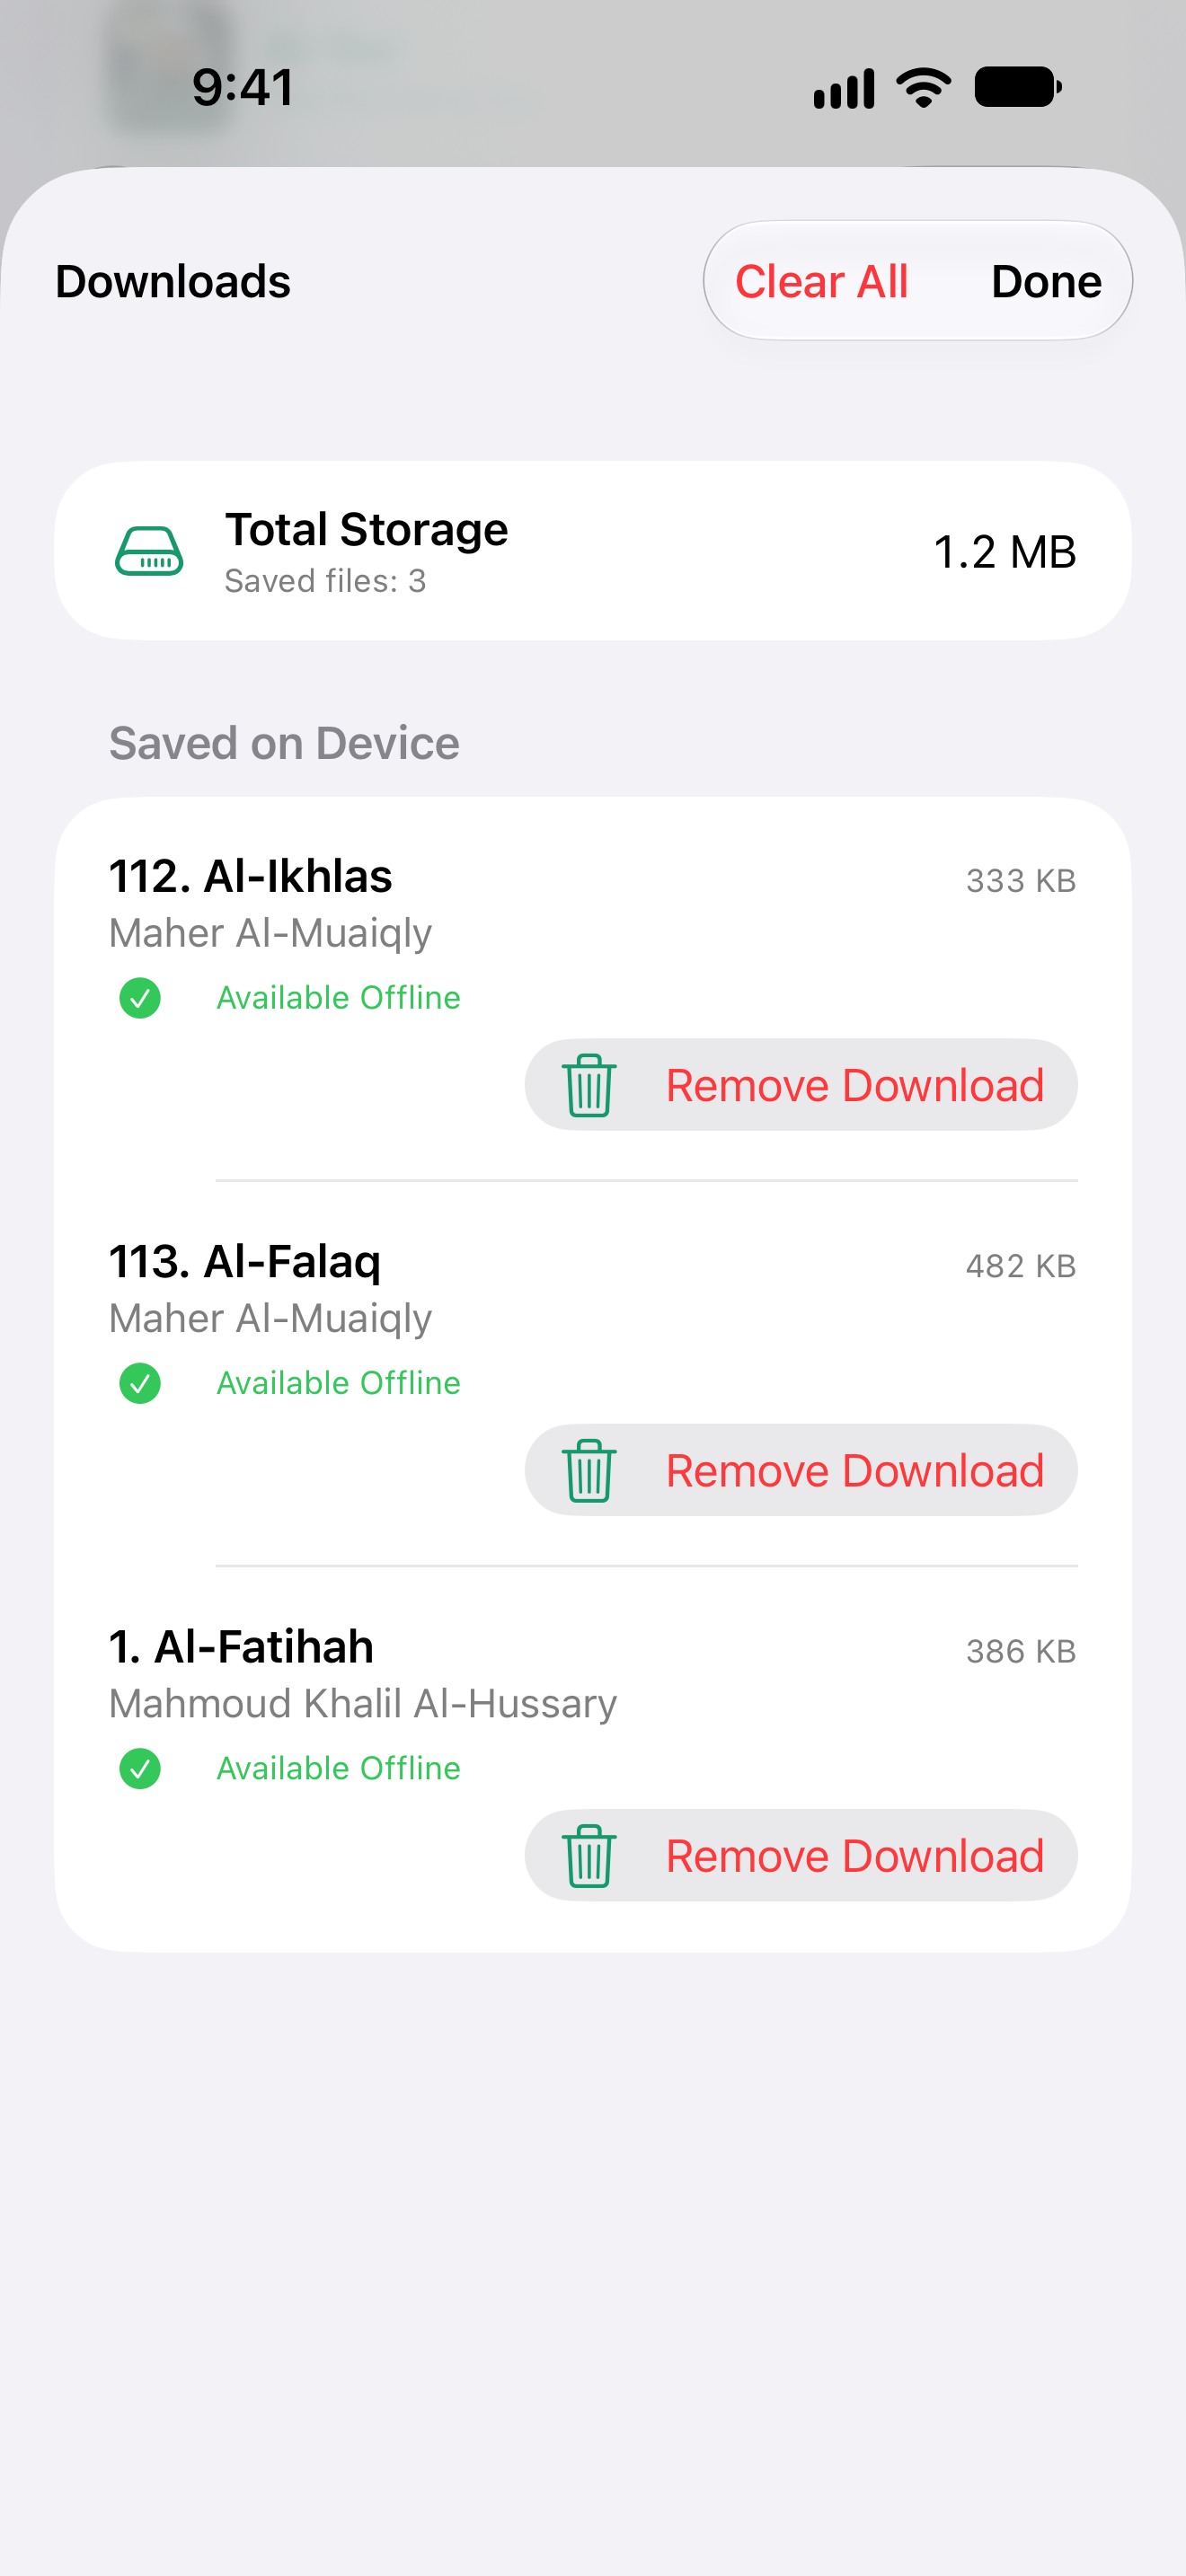 9:41
Downloads
Clear All
Done
Total Storage
Saved files: 3
1.2 MB
Saved on Device
112. Al-Ikhlas
333 KB
Maher Al-Muaiqly
Available Offline
Remove Download
113. Al-Falaq
482 KB
Maher Al-Muaiqly
Available Offline
Remove Download
1. Al-Fatihah
386 KB
Mahmoud Khalil Al-Hussary
Available Offline
Remove Download